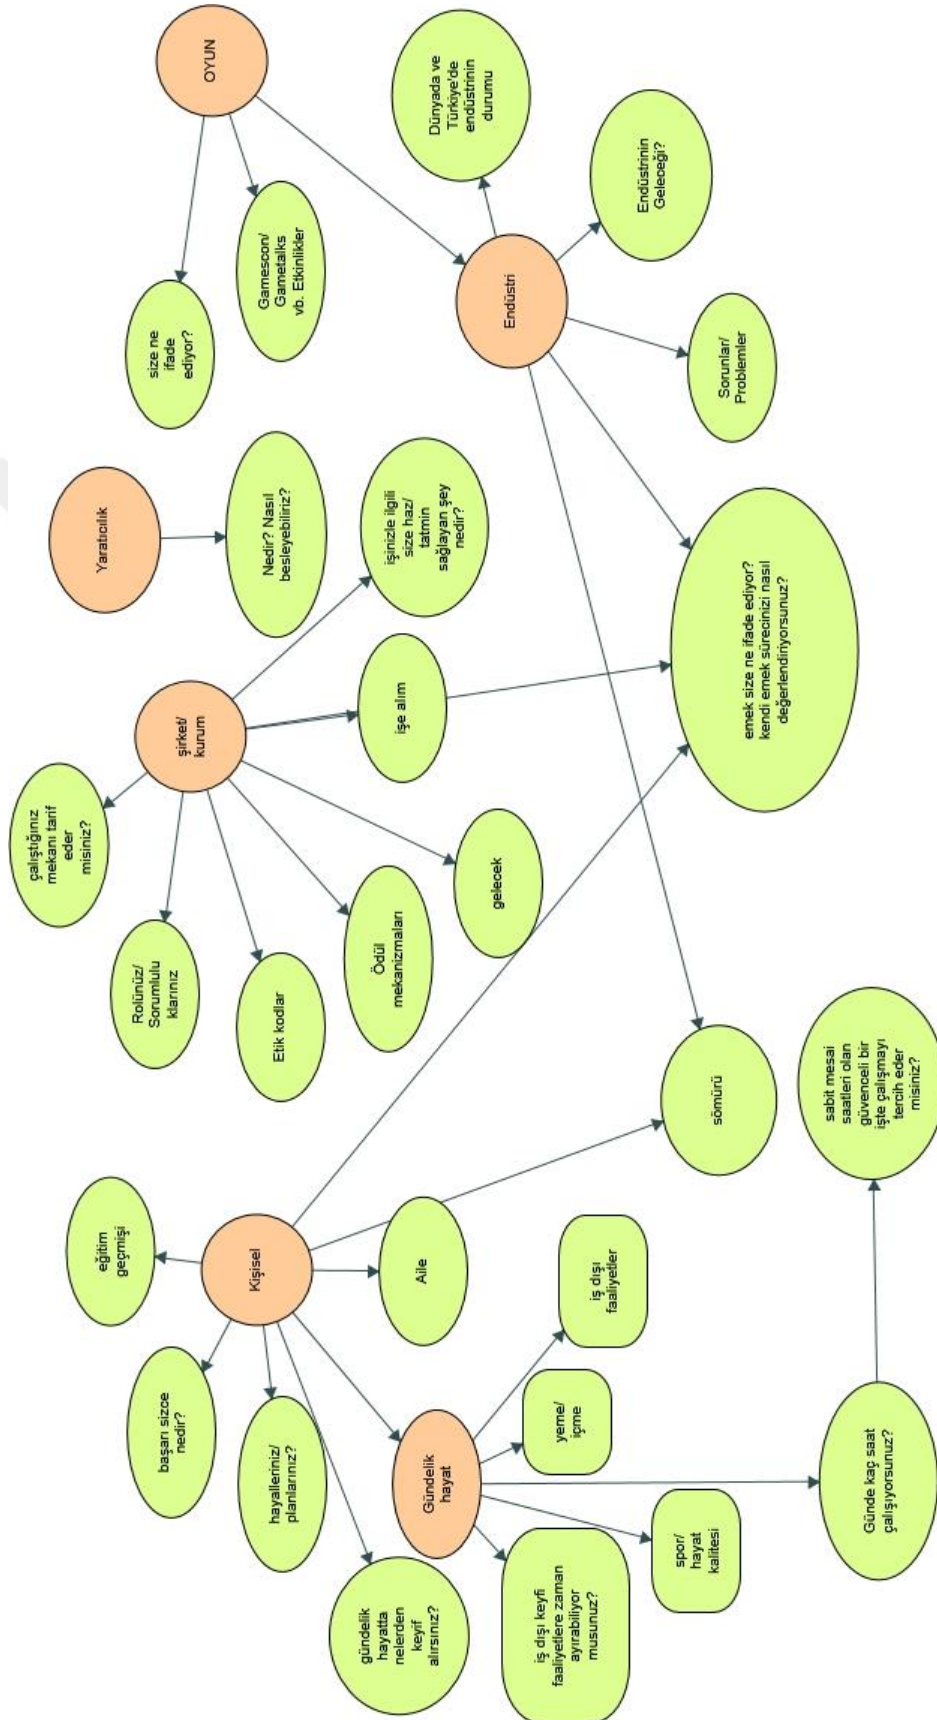 Kişisel
eğitim
geçmişi
başarı sizce
nedir?
hayalleriniz/
planlarınız?
gündelik
hayatta
nelerden
keyif
alırsınız?
Gündelik
hayat
Aile
iş dışı keyfi
faaliyetlere zaman
ayırabiliyor
musunuz?
spor/
hayat
kalitesi
yeme/
içme
iş dışı
faaliyetler
Günde kaç saat
çalışıyorsunuz?
sabit mesai
saatleri olan
güvenceli bir
işte çalışmayı
tercih eder
misiniz?
sömürü
şirket/
kurum
çalıştığınız
mekanı tarif
eder
misiniz?
Rolünüz/
Sorumlulu
klarınız
Etik kodlar
Ödül
mekanizmaları
gelecek
işe alım
işinizle ilgili
size haz/
tatmin
sağlayan şey
nedir?
emek size ne ifade ediyor?
kendi emek sürecinizi nasıl
değerlendiriyorsunuz?
Yaratıcılık
Nedir? Nasıl
besleyebiliriz?
OYUN
size ne
ifade
ediyor?
Gamescon/
Gametalks
vb. Etkinlikler
Endüstri
Dünyada ve
Türkiye'de
endüstrinin
durumu
Endüstrinin
Geleceği?
Sorunlar/
Problemler